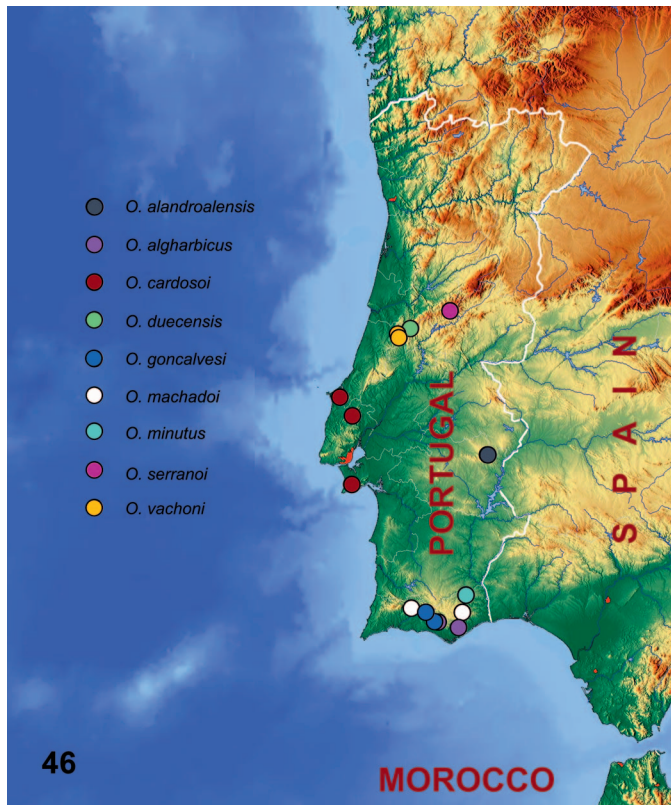 O. alandroalensis
O. algharbicus
O. cardosoi
O. duecensis
O. goncalvesi
O. machadoi
O. minutus
O. serranoi
O. vachoni
PORTUGAL
SPAIN
46
MOROCCO